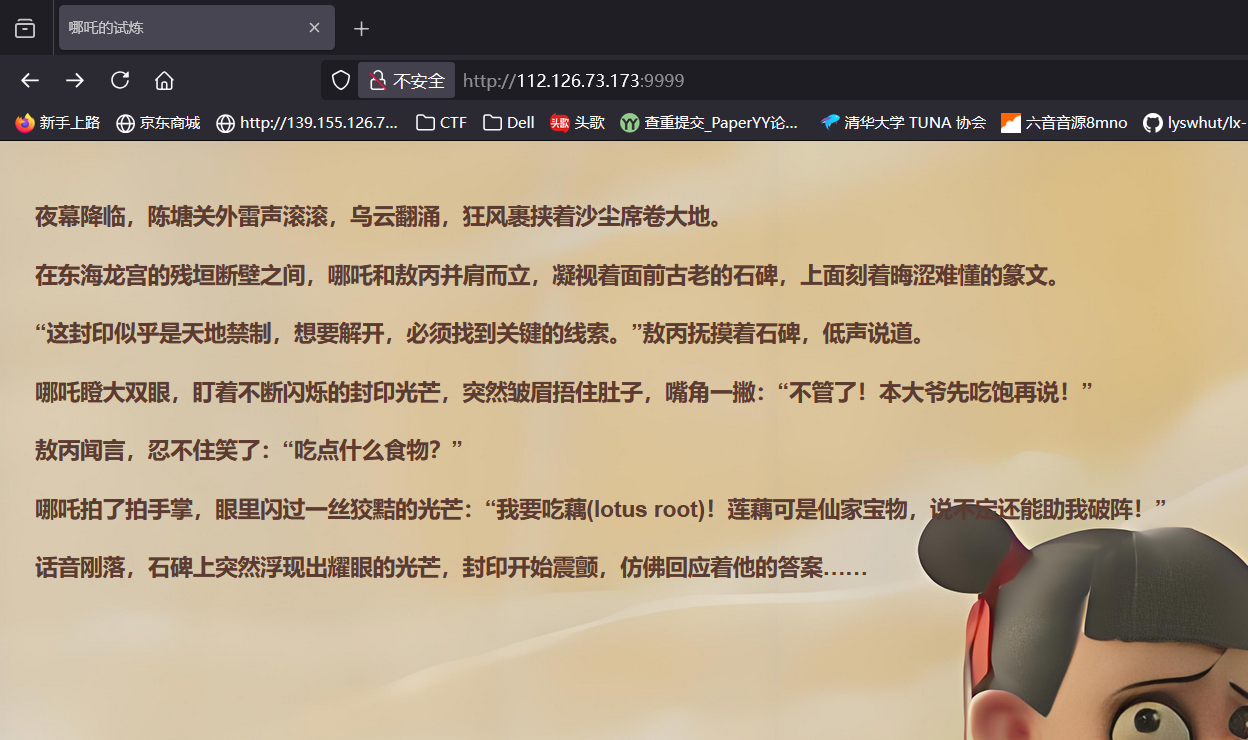 哪吒的试炼
不安全 http://112.126.73.173:9999
新手上路 京东商城 http://139.155.126.7... CTF Dell 头歌 头歌 查重提交_PaperYY论... 清华大学 TUNA 协会 六音音源8mno lyswhut/lx-
夜幕降临，陈塘关外雷声滚滚，乌云翻涌，狂风裹挟着沙尘席卷大地。
在东海龙宫的残垣断壁之间，哪吒和敖丙并肩而立，凝视着面前古老的石碑，上面刻着晦涩难懂的篆文。
“这封印似乎是天地禁制，想要解开，必须找到关键的线索。”敖丙抚摸着石碑，低声说道。
哪吒瞪大双眼，盯着不断闪烁的封印光芒，突然皱眉捂住肚子，嘴角一撇：“不管了！本大爷先吃饱再说！”
敖丙闻言，忍不住笑了：“吃点什么食物？”
哪吒拍了拍手掌，眼里闪过一丝狡黠的光芒：“我要吃藕(lotus root)！莲藕可是仙家宝物，说不定还能助我破阵！”
话音刚落，石碑上突然浮现出耀眼的光芒，封印开始震颤，仿佛回应着他的答案……